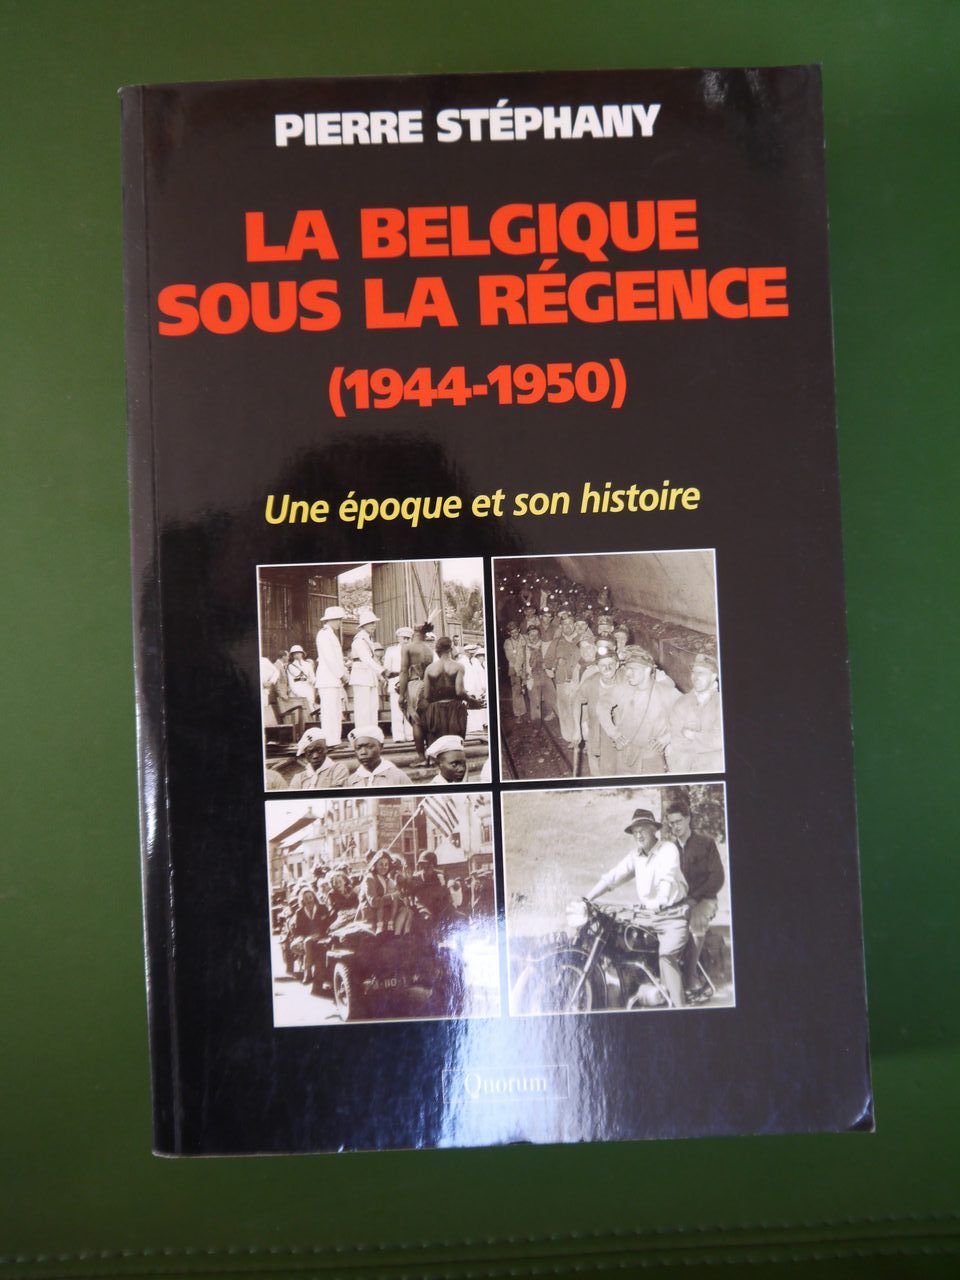 PIERRE STÉPHANY
LA BELGIQUE
SOUS LA RÉGENCE
(1944-1950)
Une époque et son histoire
Quorum